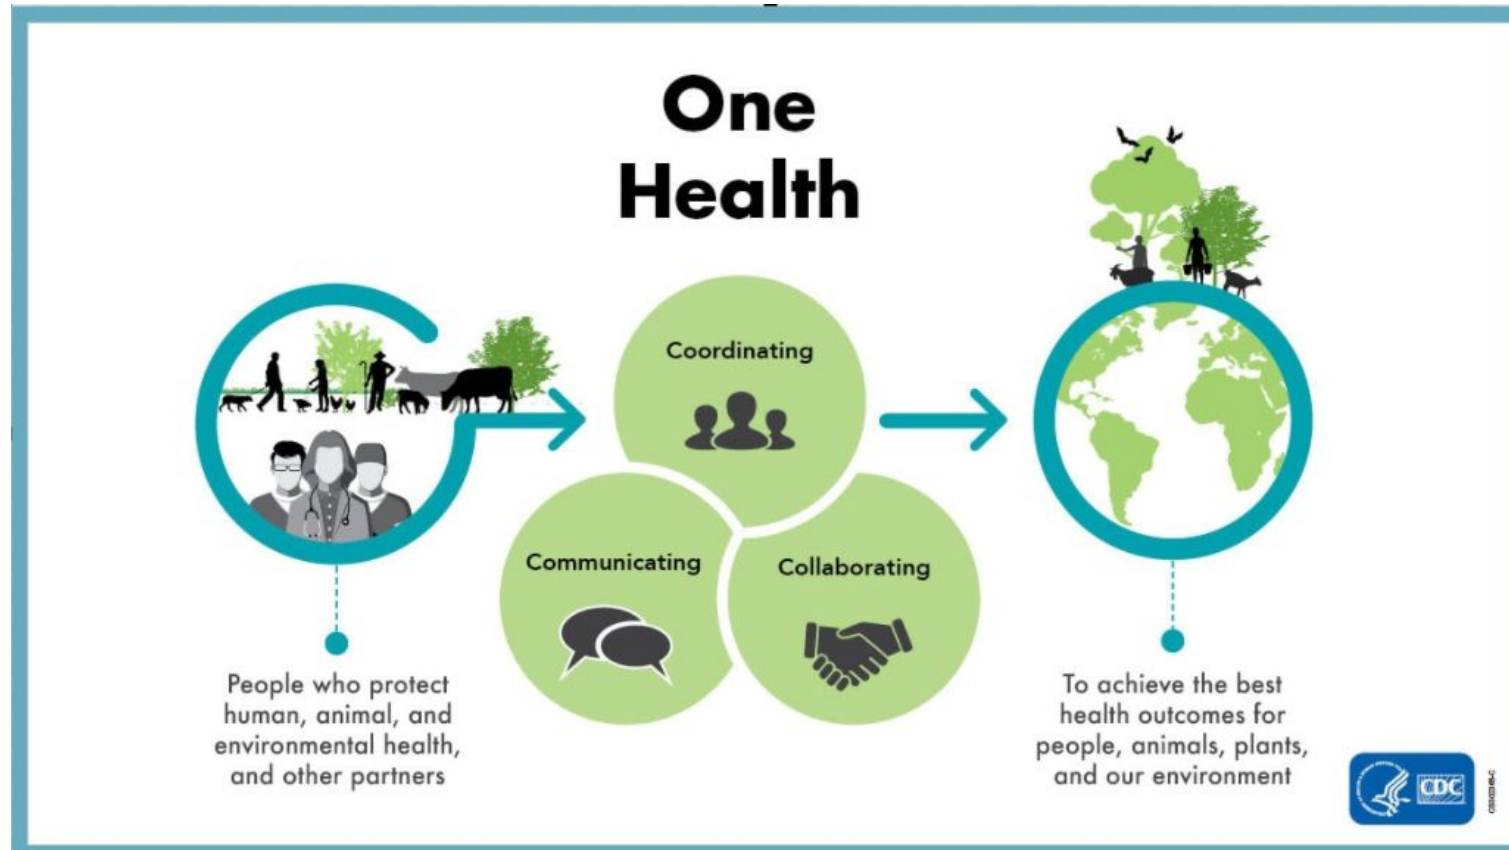 One
Health
Coordinating
Communicating
Collaborating
People who protect
human, animal, and
environmental health,
and other partners
To achieve the best
health outcomes for
people, animals, plants,
and our environment
CDC